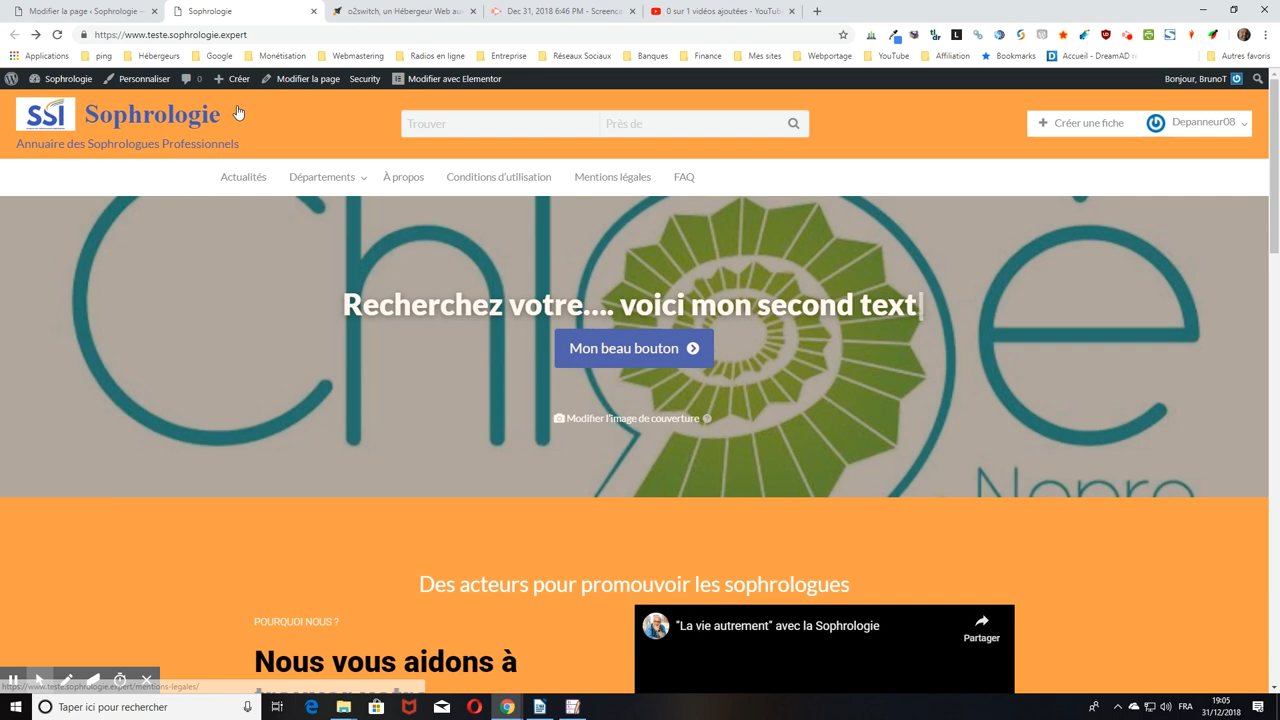 Modifier la page « Sophrologie –
Sophrologie
o2switch, un Hébergeur Web au
Dec 31, 2018 6:46 PM - Screenca
0 sur 1 vidéos ajoutées - YouTub
https://www.teste.sophrologie.expert
Applications
ping
Hébergeurs
Monétisation
Webmastering
Radios en ligne
Entreprise
Réseaux Sociaux
Banques
Finance
Mes sites
Webportage
YouTube
Affiliation
Bookmarks
Accueil – DreamAD
Autres favoris
Sophrologie
Personnaliser
0
Créer
Modifier la page
Security
Modifier avec Elementor
Bonjour, BrunoT
SSI
Sophrologie
Annuaire des Sophrologues Professionnels
Trouver
Près de
Créer une fiche
Depanneur08
Actualités
Départements
À propos
Conditions d'utilisation
Mentions légales
FAQ
Chloé
Recherchez votre.... voici mon second text
Mon beau bouton
Modifier l'image de couverture
Des acteurs pour promouvoir les sophrologues
POURQUOI NOUS ?
Nous vous aidons à
"La vie autrement" avec la Sophrologie
Partager
https://www.teste.sophrologie.expert/mentions-legales/
Taper ici pour rechercher
FRA
19:05
31/12/2018